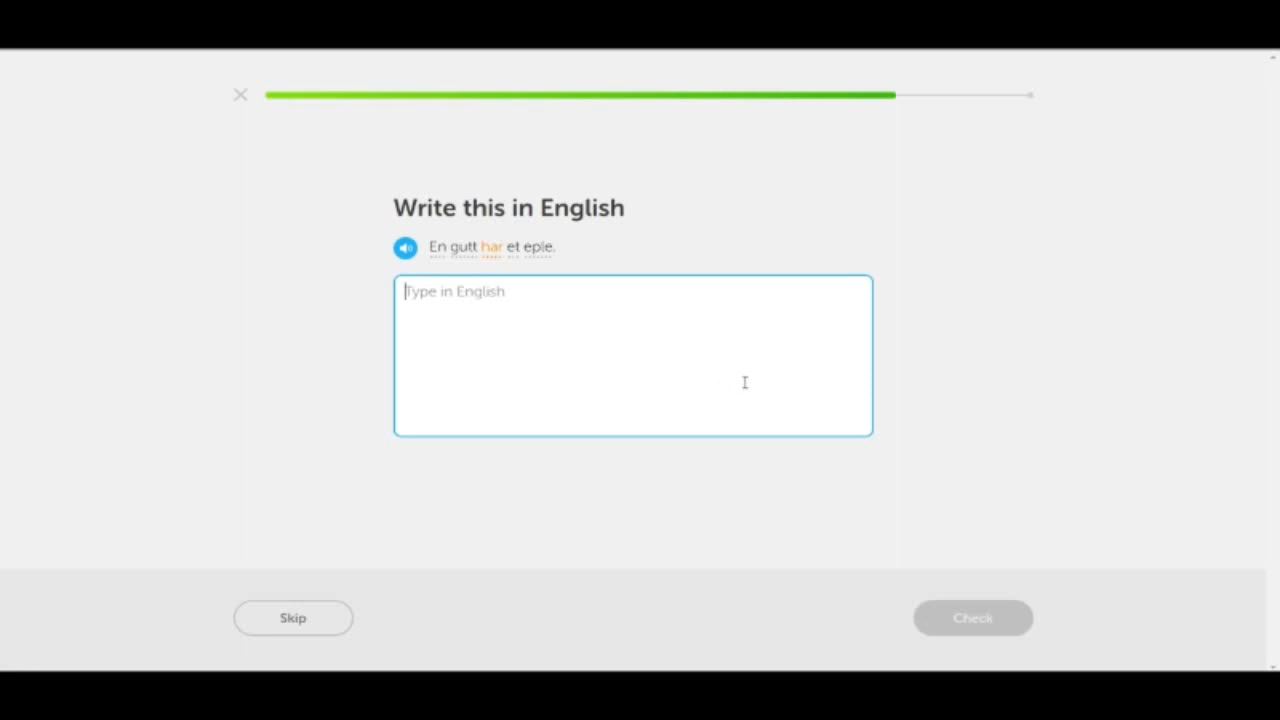 Write this in English
En gutt har et eple.
Type in English
Skip
Check